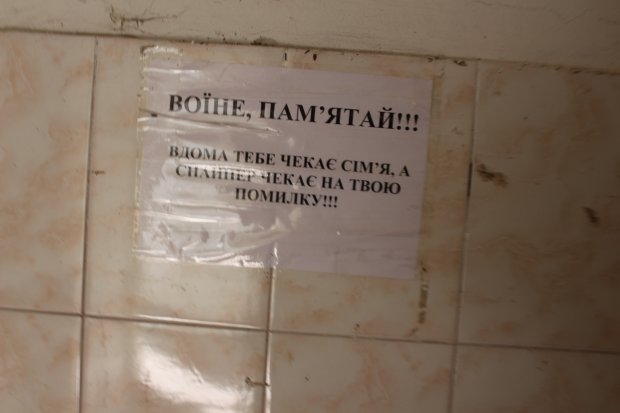 ВОЇНЕ, ПАМ’ЯТАЙ!!!
ВДОМА ТЕБЕ ЧЕКАЄ СІМ’Я, А
СНАЙПЕР ЧЕКАЄ НА ТВОЮ
ПОМИЛКУ!!!